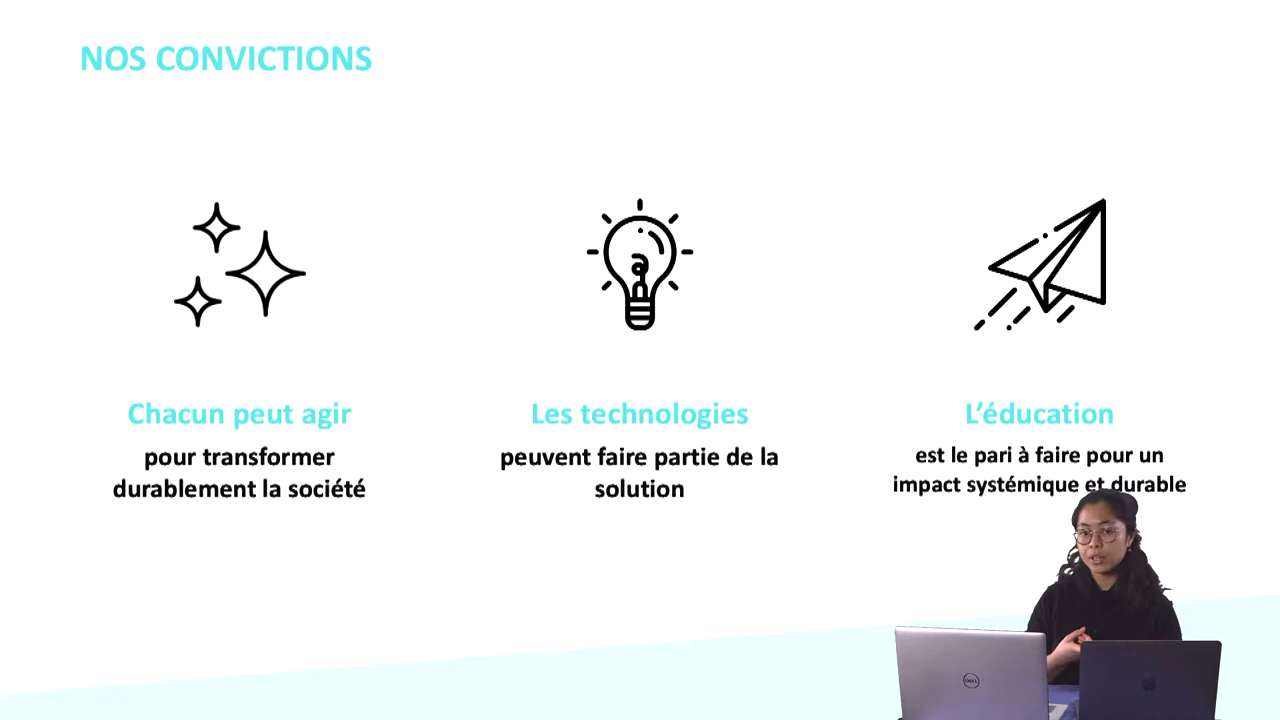 NOS CONVICTIONS
Chacun peut agir
pour transformer
durablement la société
Les technologies
peuvent faire partie de la
solution
L’éducation
est le pari à faire pour un
impact systémique et durable
DELL